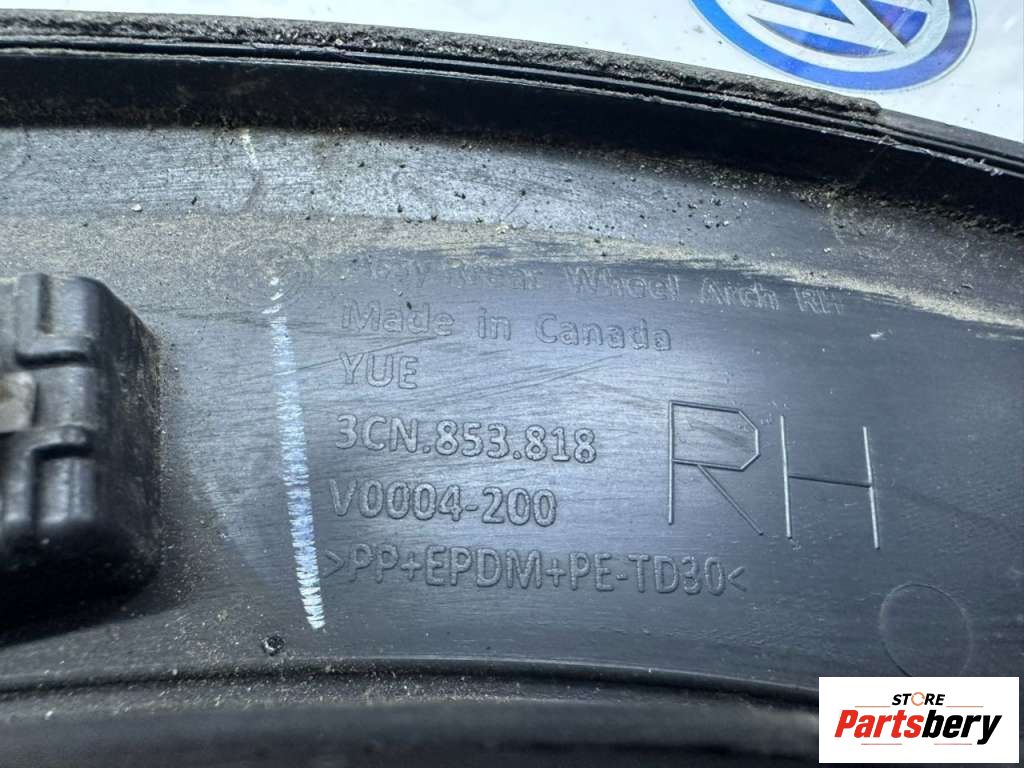 Rear Wheel Arch RH
Made in Canada
YUE
3CN.853.818
V0004-200
>PP+EPDM+PE-TD30<
RH
STORE
Partsbery